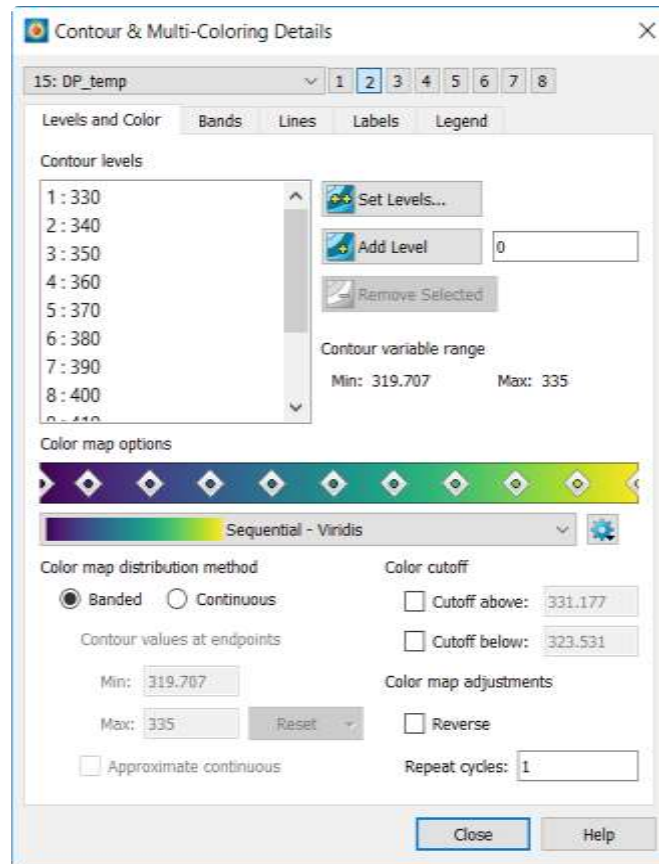 Contour & Multi-Coloring Details
15: DP_temp 1 2 3 4 5 6 7 8
Levels and Color Bands Lines Labels Legend
Contour levels
1 : 330
2 : 340
3 : 350
4 : 360
5 : 370
6 : 380
7 : 390
8 : 400
9 : 410
Set Levels...
Add Level 0
Remove Selected
Contour variable range
Min: 319.707 Max: 335
Color map options
Sequential - Viridis
Color map distribution method
Banded Continuous
Contour values at endpoints
Min: 319.707
Max: 335 Reset
Approximate continuous
Color cutoff
Cutoff above: 331.177
Cutoff below: 323.531
Color map adjustments
Reverse
Repeat cycles: 1
Close Help